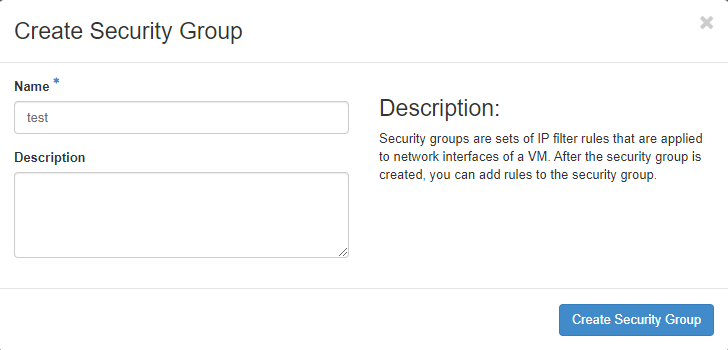 Create Security Group
×
Name *
test
Description
Description:
Security groups are sets of IP filter rules that are applied
to network interfaces of a VM. After the security group is
created, you can add rules to the security group.
Create Security Group